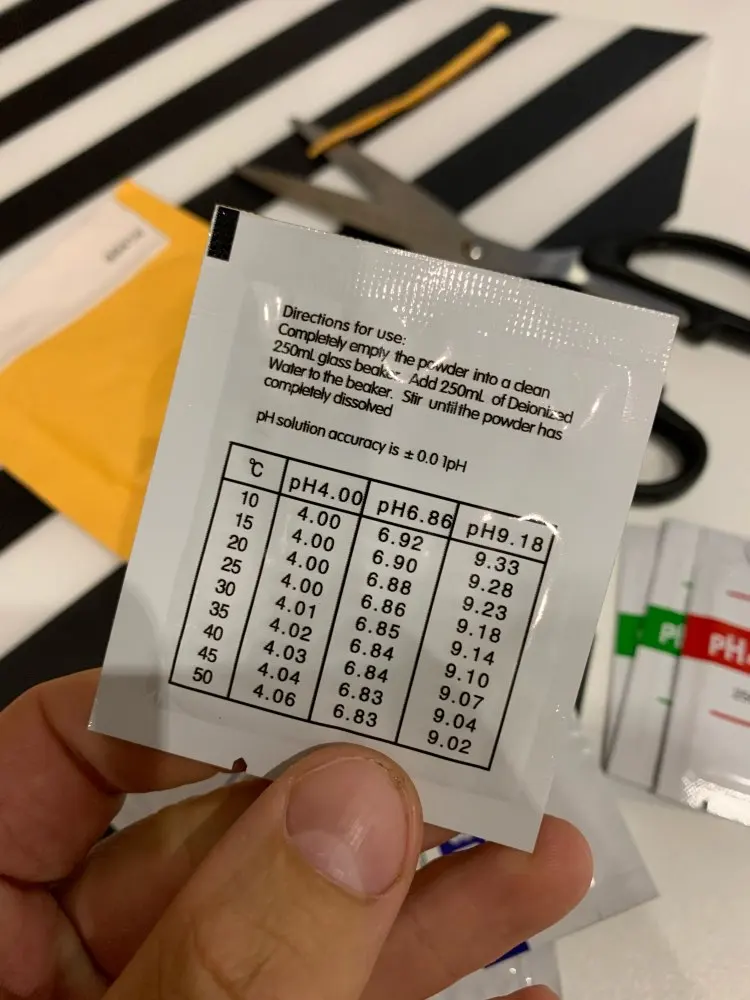 Directions for use:
Completely empty the powder into a clean
250mL glass beaker. Add 250mL of Deionized
Water to the beaker. Stir until the powder has
completely dissolved
pH solution accuracy is ± 0.01pH
℃ pH4.00 pH6.86 pH9.18
10 4.00 6.92 9.33
15 4.00 6.90 9.28
20 4.00 6.88 9.23
25 4.00 6.86 9.18
30 4.01 6.85 9.14
35 4.02 6.84 9.10
40 4.03 6.84 9.07
45 4.04 6.83 9.04
50 4.06 6.83 9.02
PH